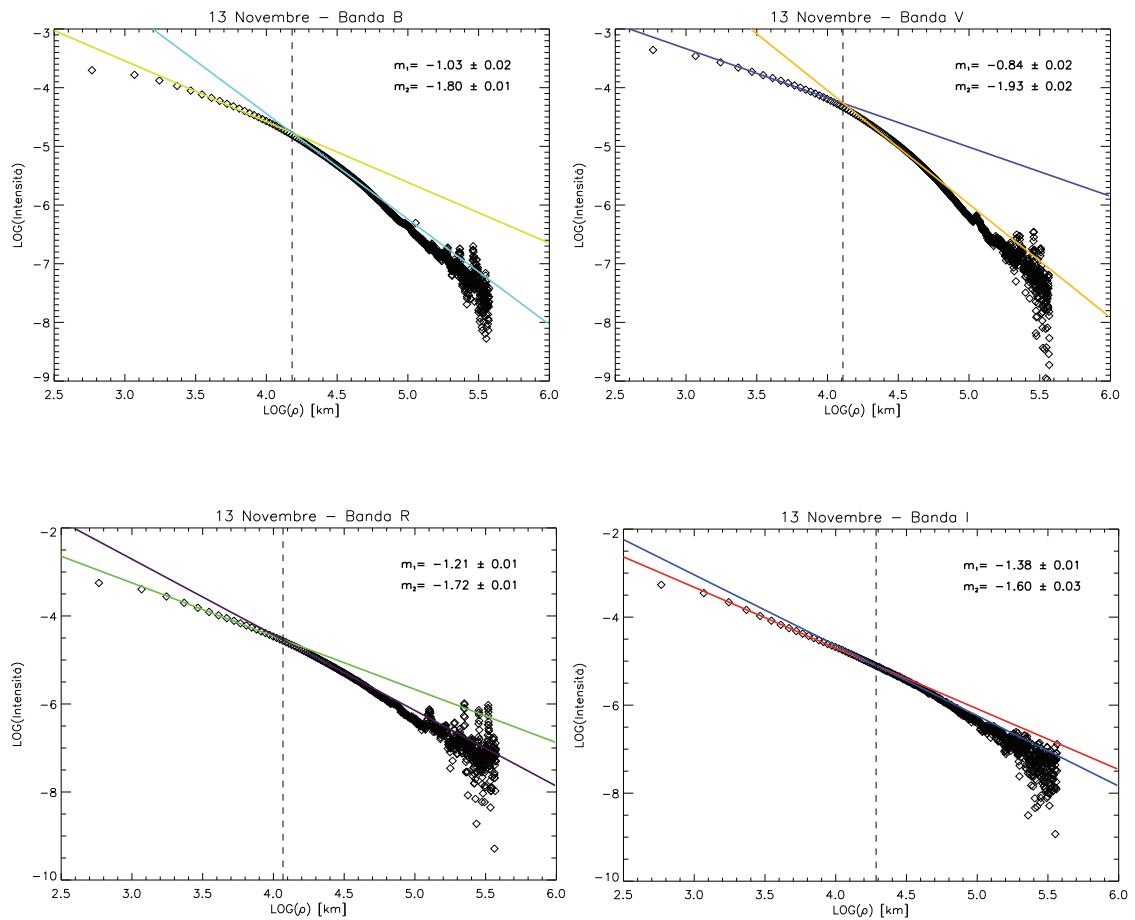 13 Novembre – Banda B
m₁= −1.03 ± 0.02
m₂= −1.80 ± 0.01
LOG(Intensità)
−3
−4
−5
−6
−7
−8
−9
2.5 3.0 3.5 4.0 4.5 5.0 5.5 6.0
LOG(ρ) [km]
13 Novembre – Banda V
m₁= −0.84 ± 0.02
m₂= −1.93 ± 0.02
LOG(Intensità)
−3
−4
−5
−6
−7
−8
−9
2.5 3.0 3.5 4.0 4.5 5.0 5.5 6.0
LOG(ρ) [km]
13 Novembre – Banda R
m₁= −1.21 ± 0.01
m₂= −1.72 ± 0.01
LOG(Intensità)
−2
−4
−6
−8
−10
2.5 3.0 3.5 4.0 4.5 5.0 5.5 6.0
LOG(ρ) [km]
13 Novembre – Banda I
m₁= −1.38 ± 0.01
m₂= −1.60 ± 0.03
LOG(Intensità)
−2
−4
−6
−8
−10
2.5 3.0 3.5 4.0 4.5 5.0 5.5 6.0
LOG(ρ) [km]